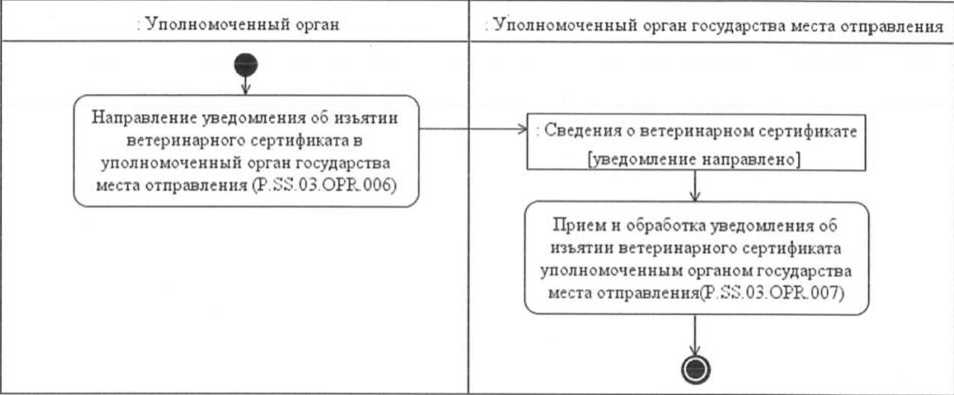 : Уполномоченный орган
: Уполномоченный орган государства места отправления
Направление уведомления об изьятии
ветеринарного сертификата в
уполномоченный орган государства
места отправления (P.SS.03.OPR.006)
: Сведения о ветеринарном сертификате
[уведомление направлено]
Прием и обработка уведомления об
изъятии ветеринарного сертификата
уполномоченным органом государства
места отправления(P.SS.03.OPR.007)